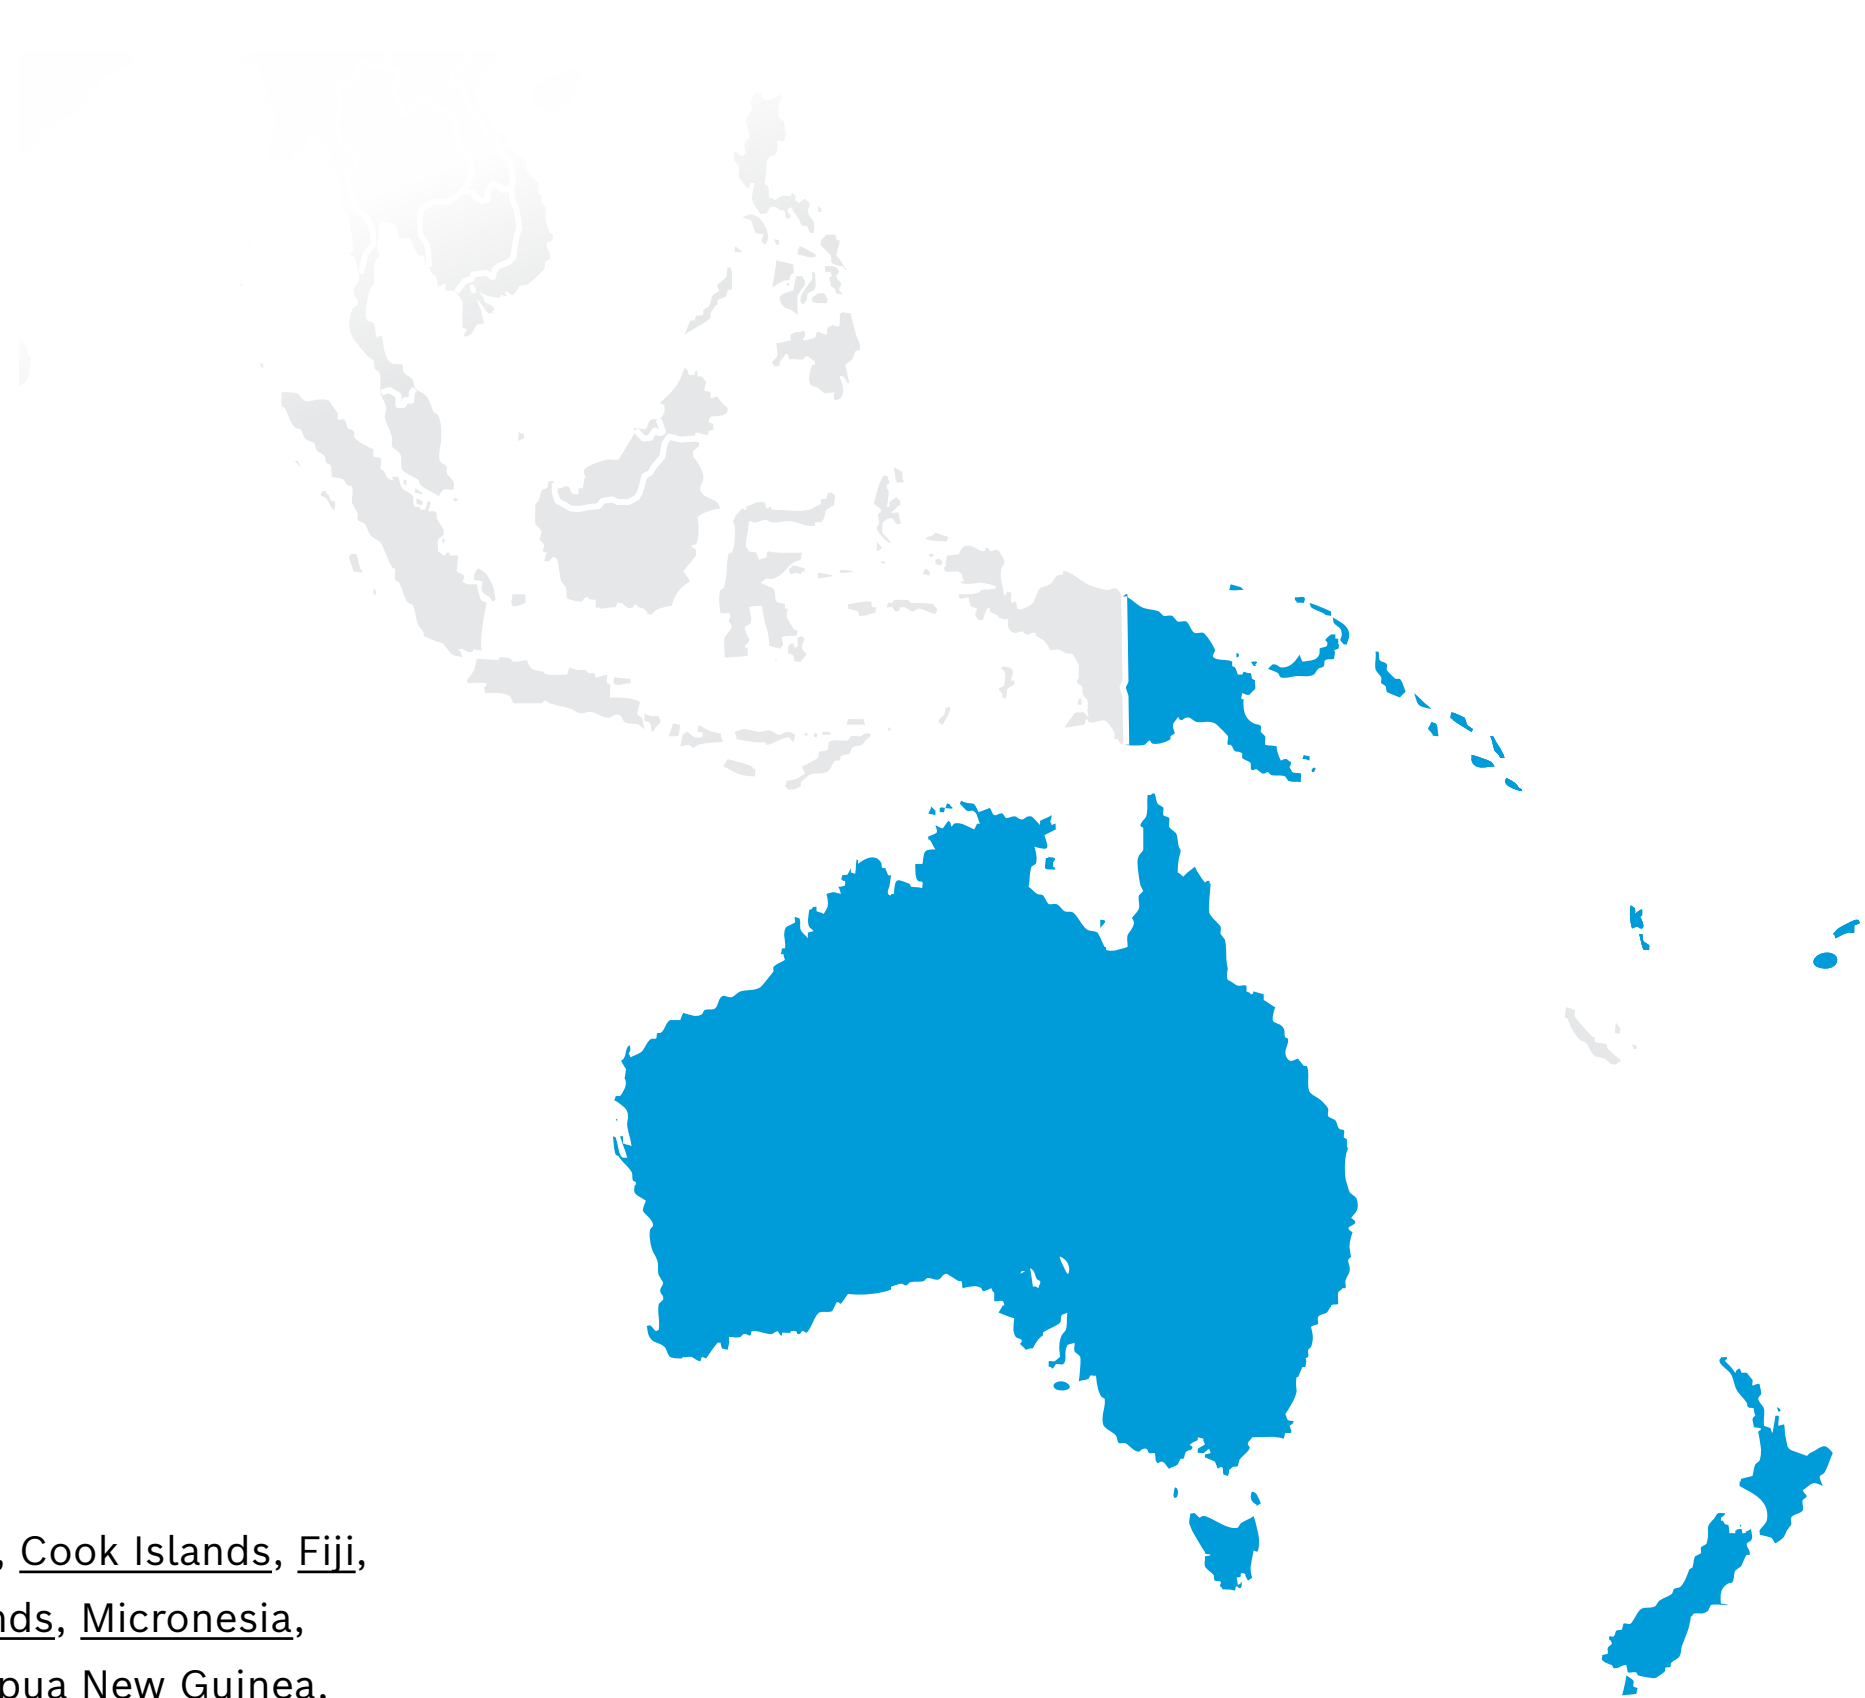 , Cook Islands, Fiji,
nds, Micronesia,
pua New Guinea,